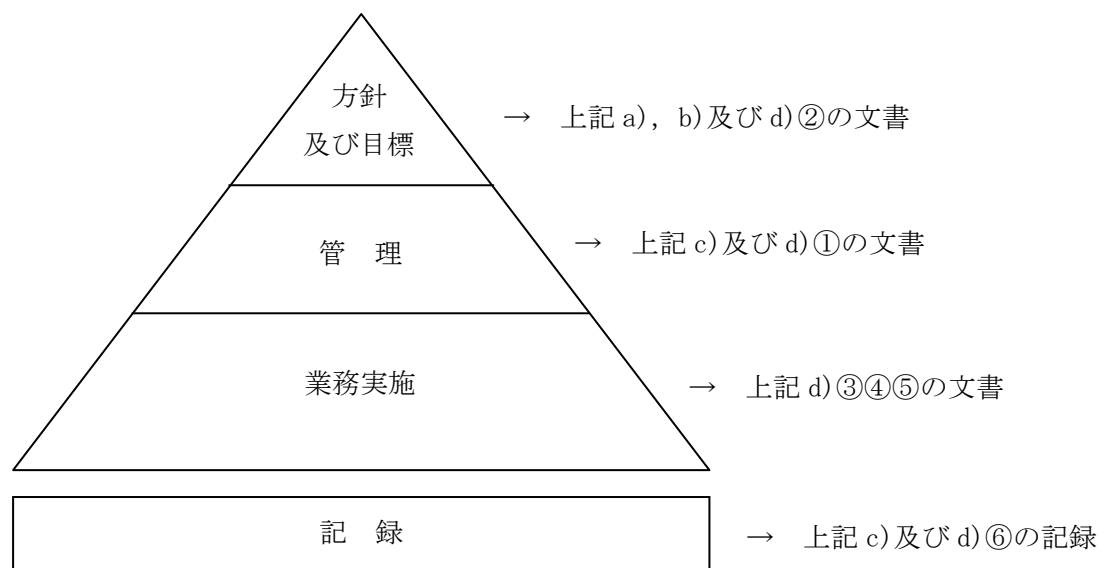 方針
及び目標
→ 上記 a), b)及び d)②の文書
管 理
→ 上記 c)及び d)①の文書
業務実施
→ 上記 d)③④⑤の文書
記 録
→ 上記 c)及び d)⑥の記録